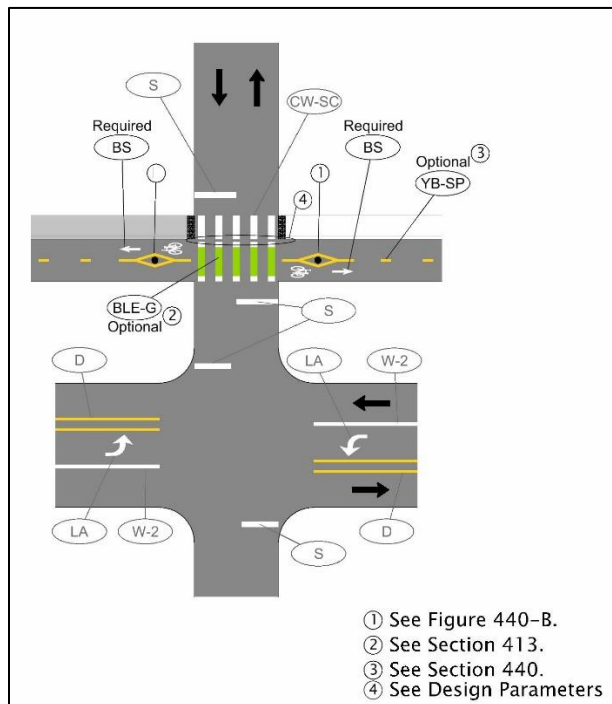 S
CW-SC
Required
BS
1
Required
BS
Optional 3
YB-SP
4
BLE-G
Optional 2
S
D
LA
W-2
LA
W-2
S
D
1 See Figure 440-B.
2 See Section 413.
3 See Section 440.
4 See Design Parameters